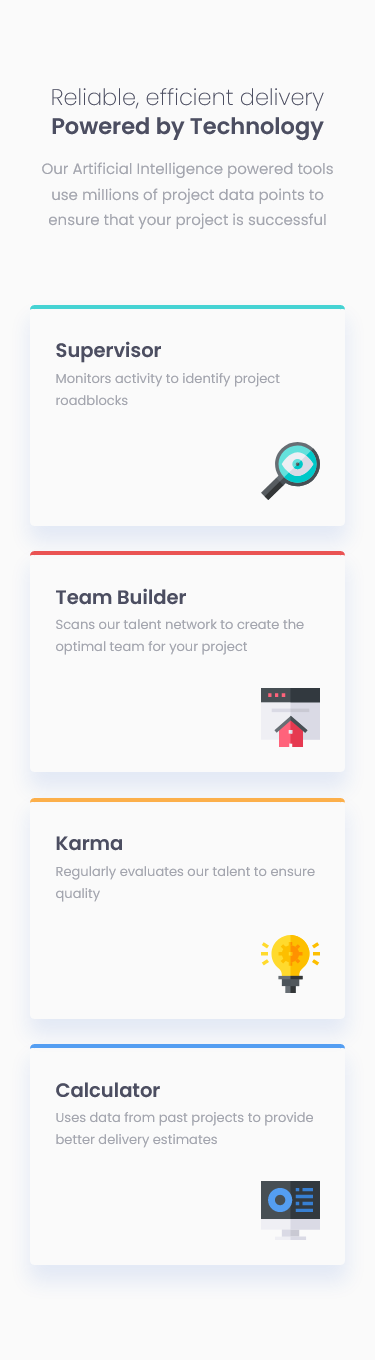 Reliable, efficient delivery
Powered by Technology
Our Artificial Intelligence powered tools
use millions of project data points to
ensure that your project is successful
Supervisor
Monitors activity to identify project
roadblocks
Team Builder
Scans our talent network to create the
optimal team for your project
Karma
Regularly evaluates our talent to ensure
quality
Calculator
Uses data from past projects to provide
better delivery estimates